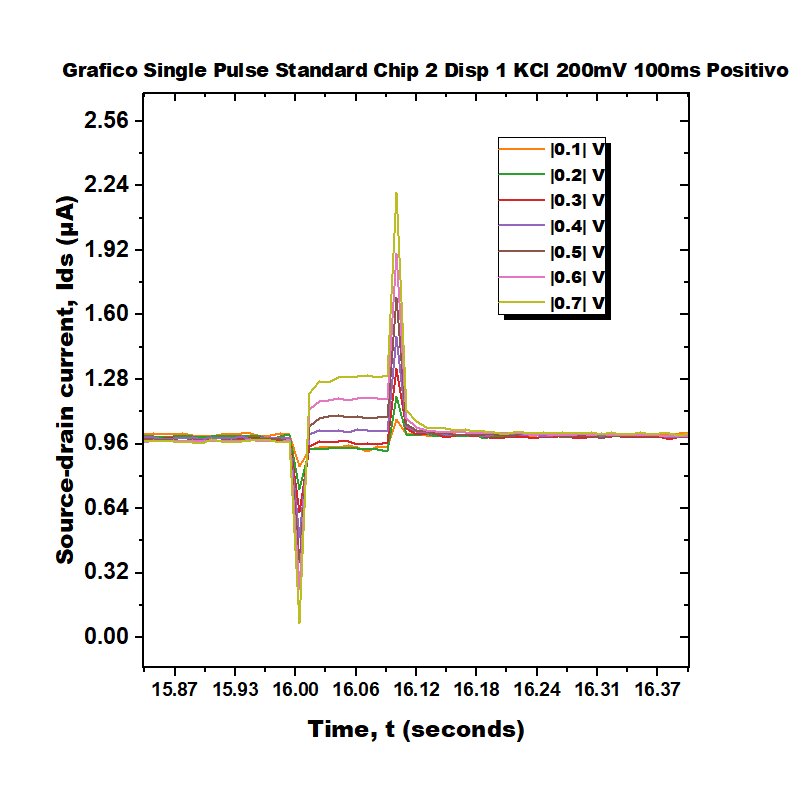 Grafico Single Pulse Standard Chip 2 Disp 1 KCl 200mV 100ms Positivo
2.56
2.24
1.92
1.60
1.28
0.96
0.64
0.32
0.00
Source-drain current, Ids (µA)
|0.1| V
|0.2| V
|0.3| V
|0.4| V
|0.5| V
|0.6| V
|0.7| V
15.87 15.93 16.00 16.06 16.12 16.18 16.24 16.31 16.37
Time, t (seconds)